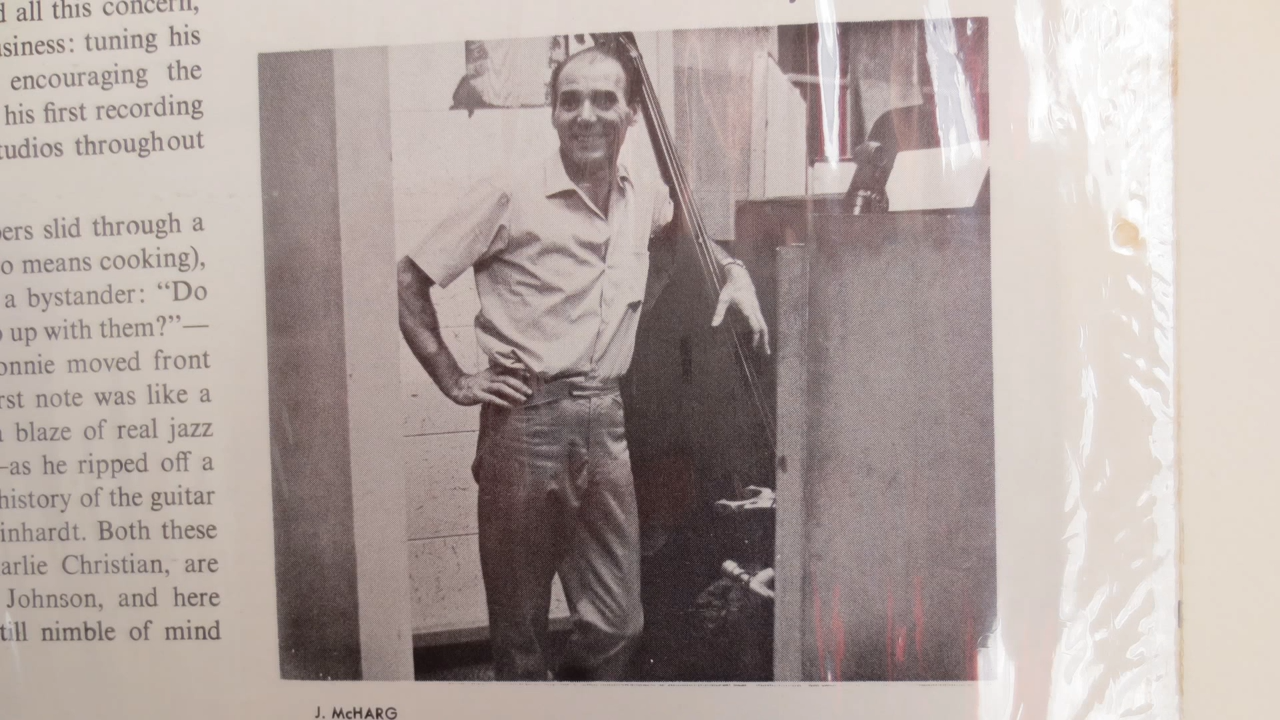 all this concern,
usiness: tuning his
encouraging the
his first recording
tudios throughout
pers slid through a
o means cooking),
a bystander: “Do
up with them?”—
onnie moved front
rst note was like a
blaze of real jazz
—as he ripped off a
history of the guitar
inhardt. Both these
arlie Christian, are
Johnson, and here
till nimble of mind
J. McHARG